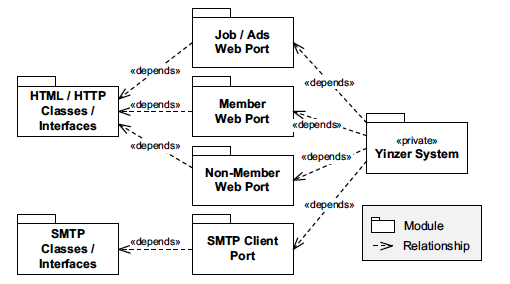 Job / Ads
Web Port
«depends»
«depends»
HTML / HTTP
Classes /
Interfaces
«depends»
Member
Web Port
«depends»
«private»
Yinzer System
«depends»
Non-Member
Web Port
«depends»
SMTP
Classes /
Interfaces
«depends»
SMTP Client
Port
«depends»
Module
Relationship